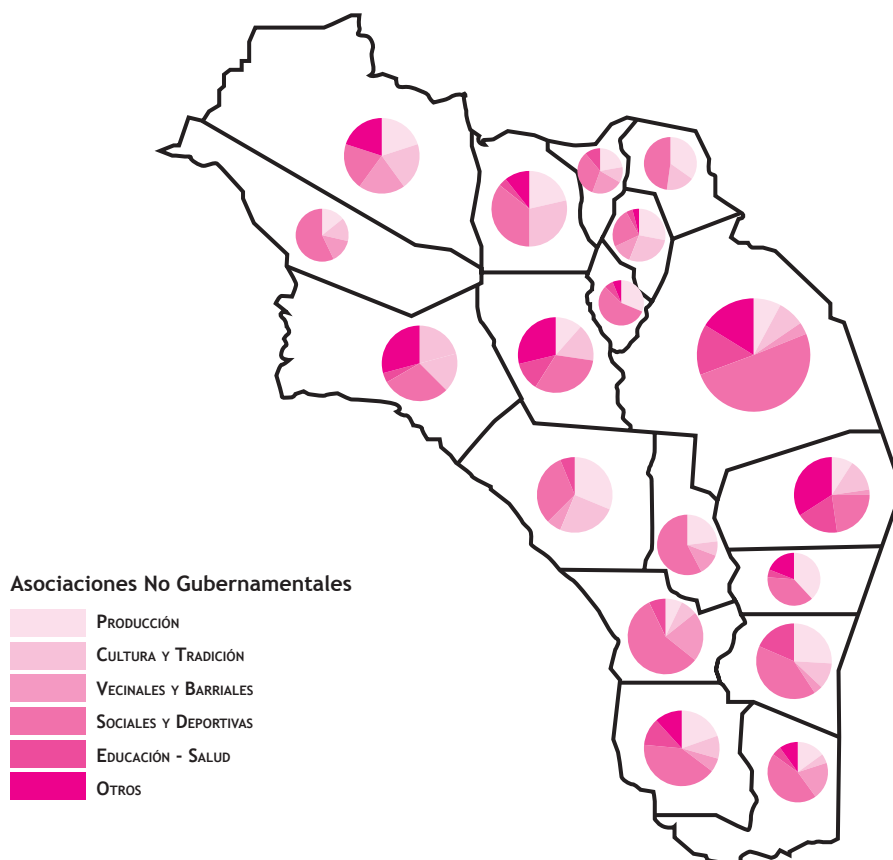 Asociaciones No Gubernamentales
Producción
Cultura y Tradición
Vecinales y Barriales
Sociales y Deportivas
Educación - Salud
Otros